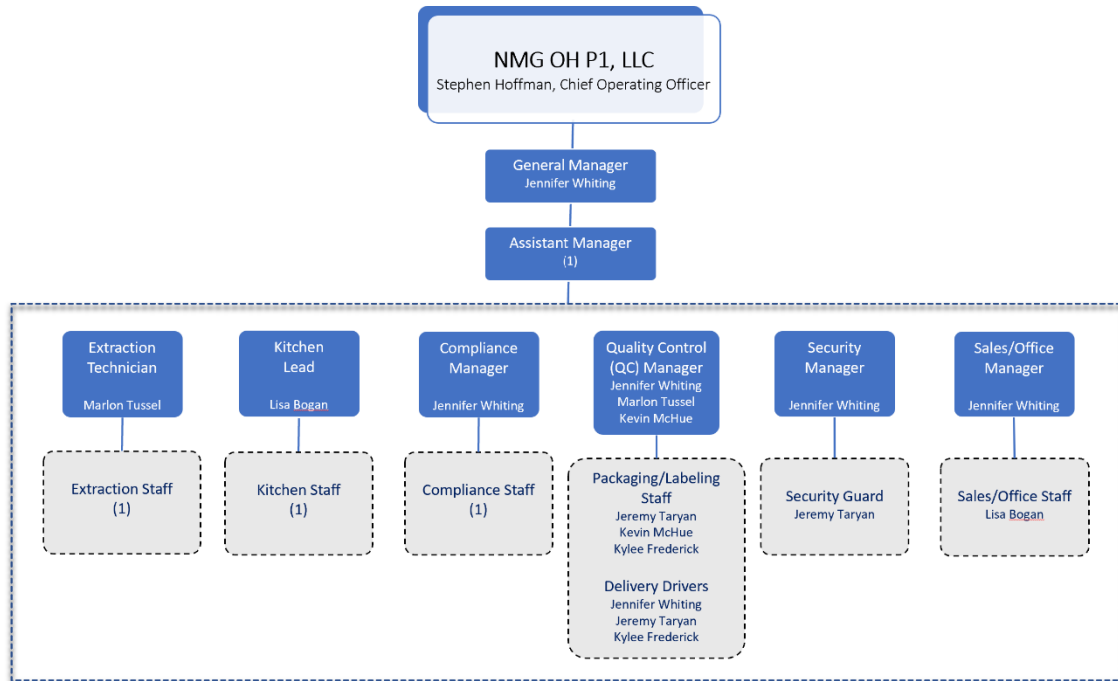 NMG OH P1, LLC
Stephen Hoffman, Chief Operating Officer
General Manager
Jennifer Whiting
Assistant Manager
(1)
Extraction
Technician
Marlon Tussel
Kitchen
Lead
Lisa Bogan
Compliance
Manager
Jennifer Whiting
Quality Control
(QC) Manager
Jennifer Whiting
Marlon Tussel
Kevin McHue
Security
Manager
Jennifer Whiting
Sales/Office
Manager
Jennifer Whiting
Extraction Staff
(1)
Kitchen Staff
(1)
Compliance Staff
(1)
Packaging/Labeling
Staff
Jeremy Taryan
Kevin McHue
Kylee Frederick
Delivery Drivers
Jennifer Whiting
Jeremy Taryan
Kylee Frederick
Security Guard
Jeremy Taryan
Sales/Office Staff
Lisa Bogan